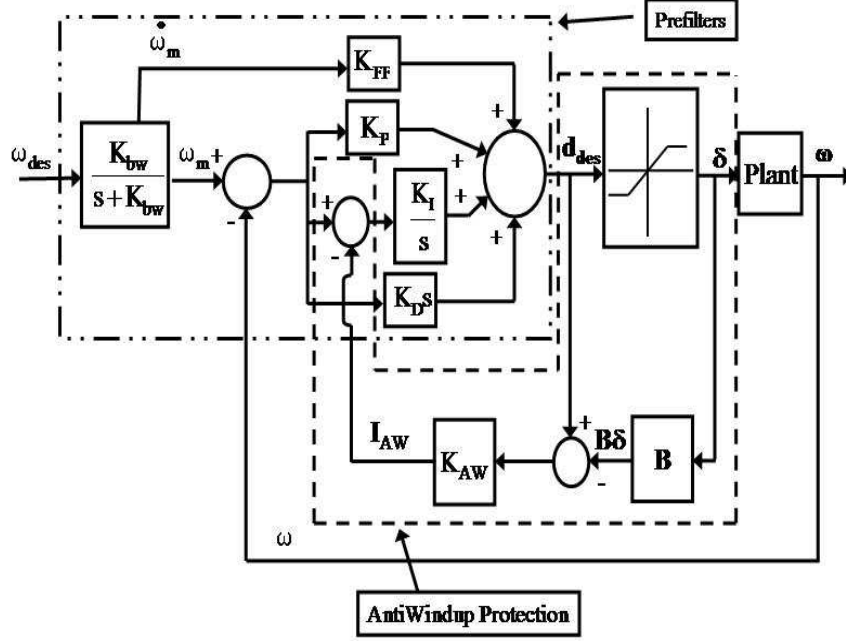 Prefilters
ω̇m
KFF
+
KP
+
ddes
ωdes
Kbw
s+Kbw
ωm+
-
+
-
KI
s
+
+
KDs
δ
Plant
ω
IAW
KAW
+
Bδ
-
B
ω
AntiWindup Protection